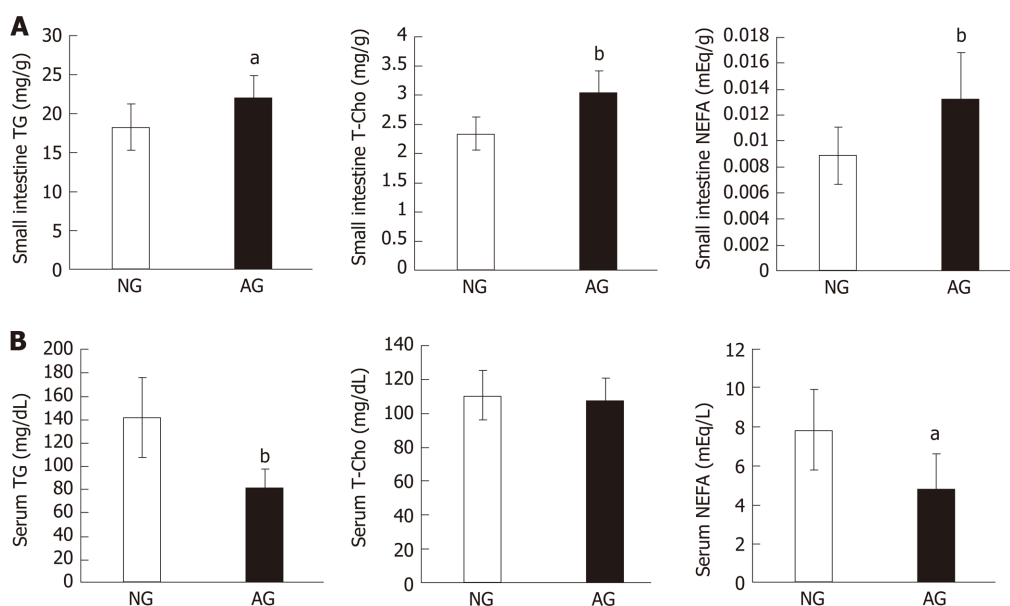 A
Small intestine TG (mg/g)
30
25
20
15
10
5
0
a
NG
AG
Small intestine T-Cho (mg/g)
4
3.5
3
2.5
2
1.5
1
0.5
0
b
NG
AG
Small intestine NEFA (mEq/g)
0.018
0.016
0.014
0.012
0.010
0.008
0.006
0.004
0.002
0
b
NG
AG
B
Serum TG (mg/dL)
200
180
160
140
120
100
80
60
40
20
0
b
NG
AG
Serum T-Cho (mg/dL)
140
120
100
80
60
40
20
0
NG
AG
Serum NEFA (mEq/L)
12
10
8
6
4
2
0
a
NG
AG